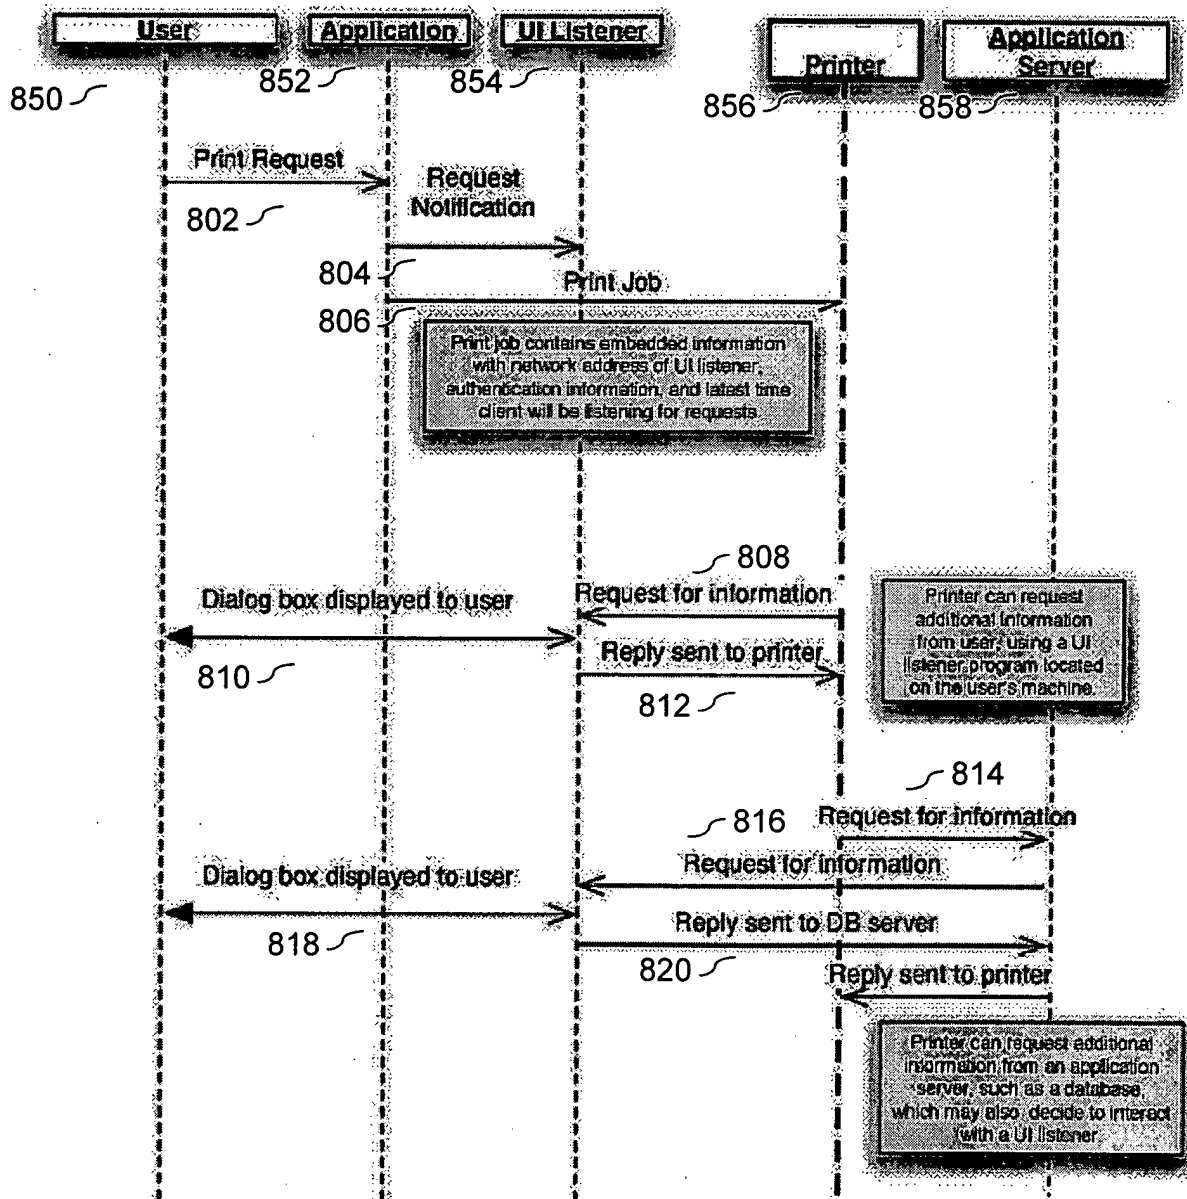 User
Application
UI Listener
Printer
Application
Server
850
852
854
856
858
Print Request
802
Request
Notification
804
Print Job
806
Print job contains embedded information
with network address of UI listener,
authentication information, and latest time
client will be listening for requests.
808
Request for information
Dialog box displayed to user
810
Reply sent to printer
812
Printer can request
additional information
from user, using a UI
listener program located
on the user's machine.
814
Request for information
816
Request for information
Dialog box displayed to user
818
Reply sent to DB server
820
Reply sent to printer
Printer can request additional
information from an application
server, such as a database,
which may also, decide to interact
with a UI listener